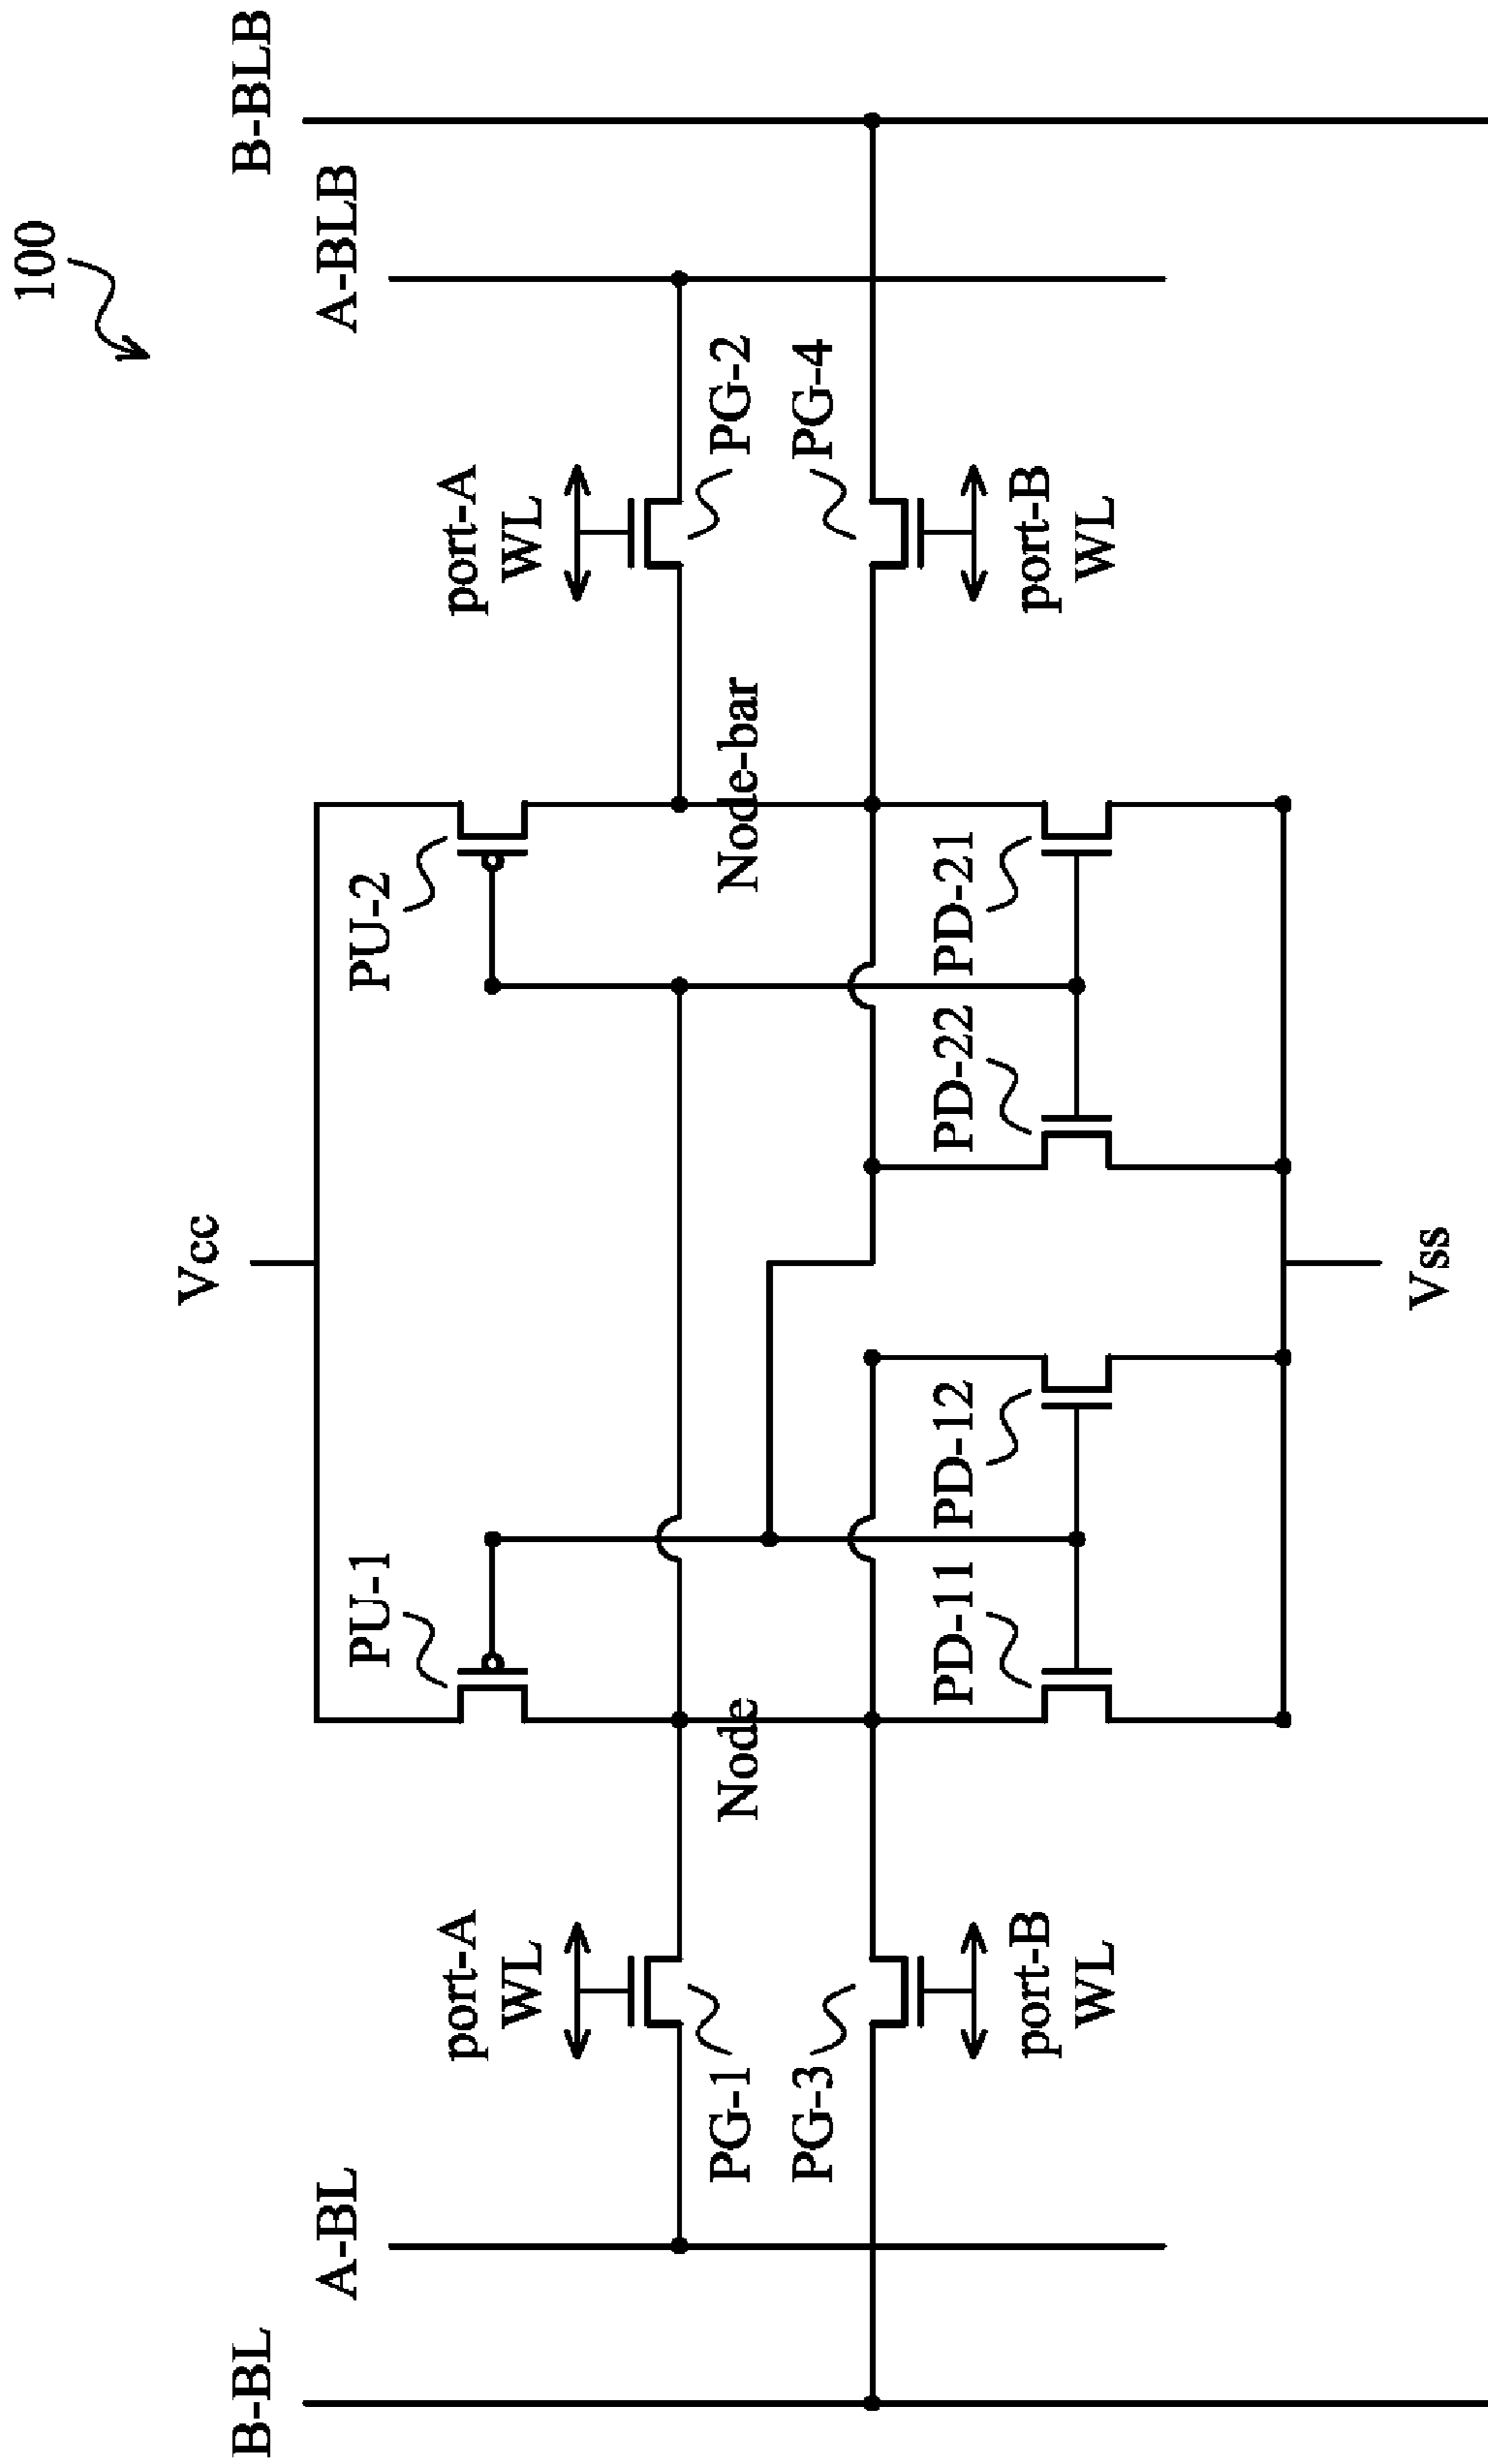 100
B-BL
A-BL
Vcc
A-BLB
B-BLB
PU-1
PU-2
port-A
WL
port-A
WL
PG-1
Node
Node-bar
PG-2
PG-3
PG-4
PD-11
PD-12
PD-22
PD-21
port-B
WL
port-B
WL
Vss